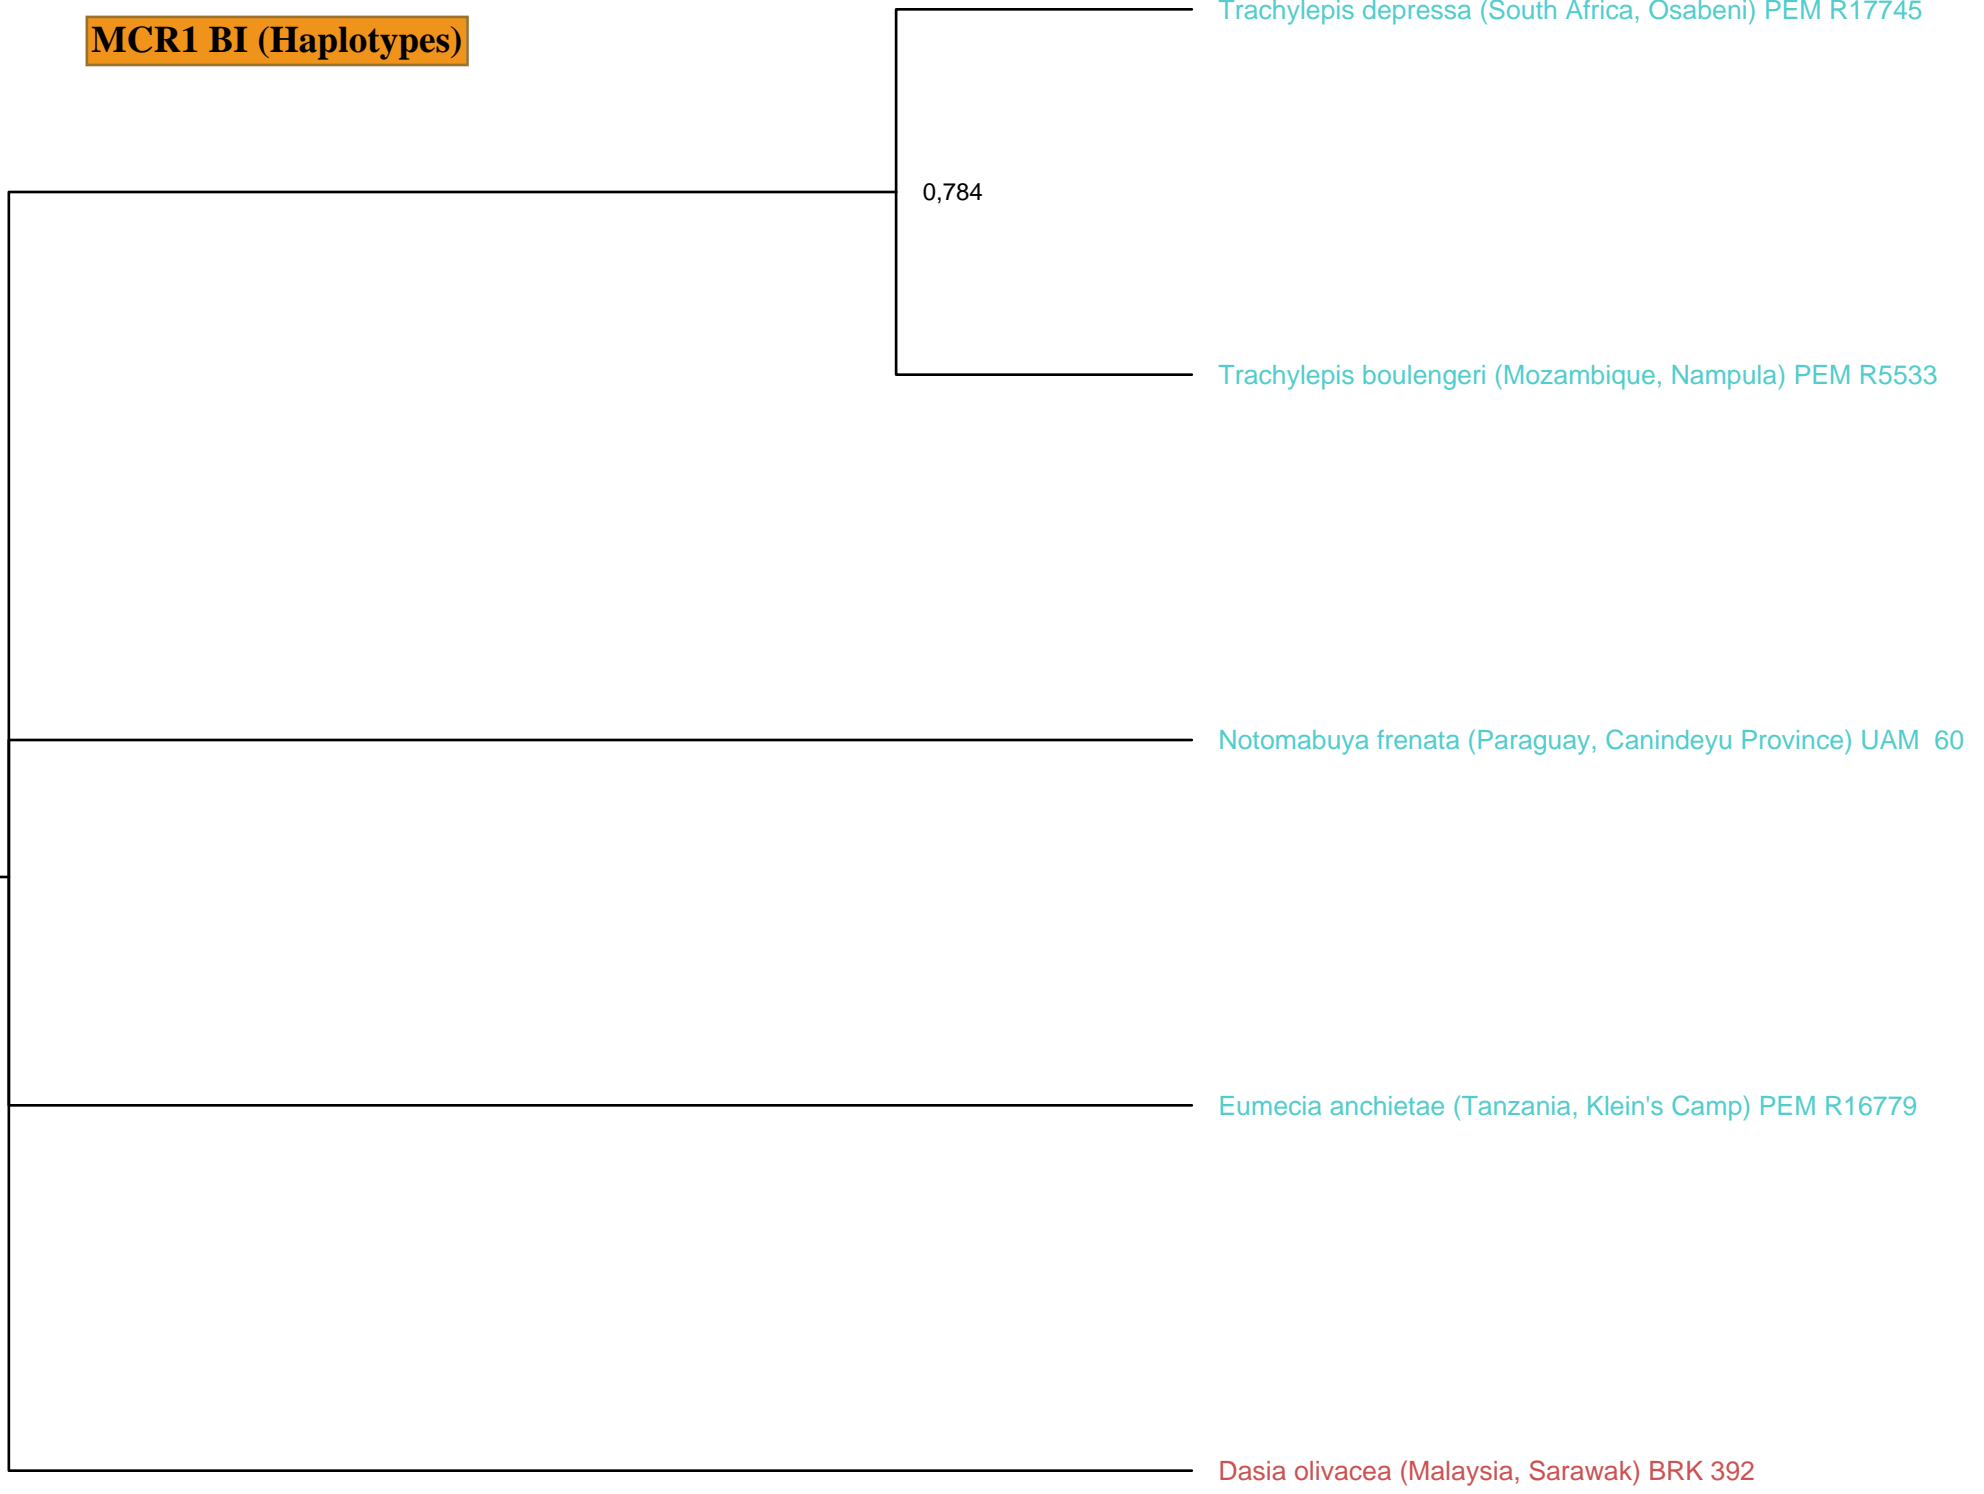 Trachylepis depressa (South Africa, Osabeni) PEM R17745
MCR1 BI (Haplotypes)
0,784
Trachylepis boulengeri (Mozambique, Nampula) PEM R5533
Notomabuya frenata (Paraguay, Canindeyu Province) UAM 60
Eumecia anchietae (Tanzania, Klein's Camp) PEM R16779
Dasia olivacea (Malaysia, Sarawak) BRK 392